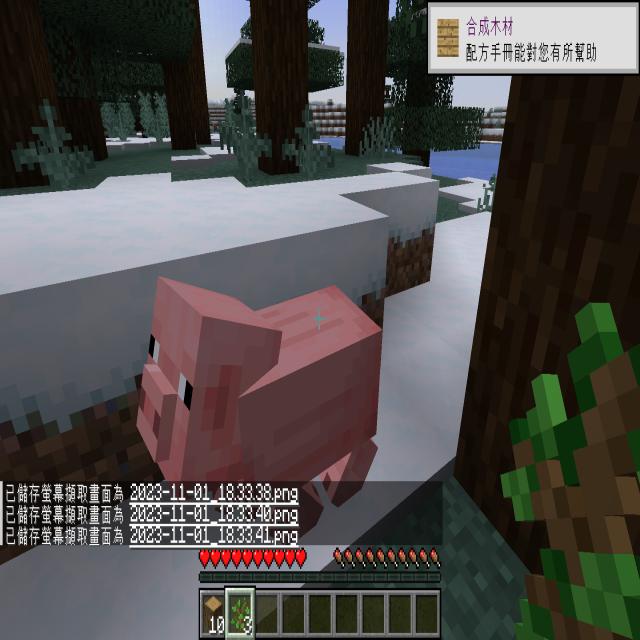 合成木材
配方手冊能對您有所幫助
已儲存螢幕擷取畫面為 2023-11-01_18.33.38.png
已儲存螢幕擷取畫面為 2023-11-01_18.33.40.png
已儲存螢幕擷取畫面為 2023-11-01_18.33.41.png
10 3